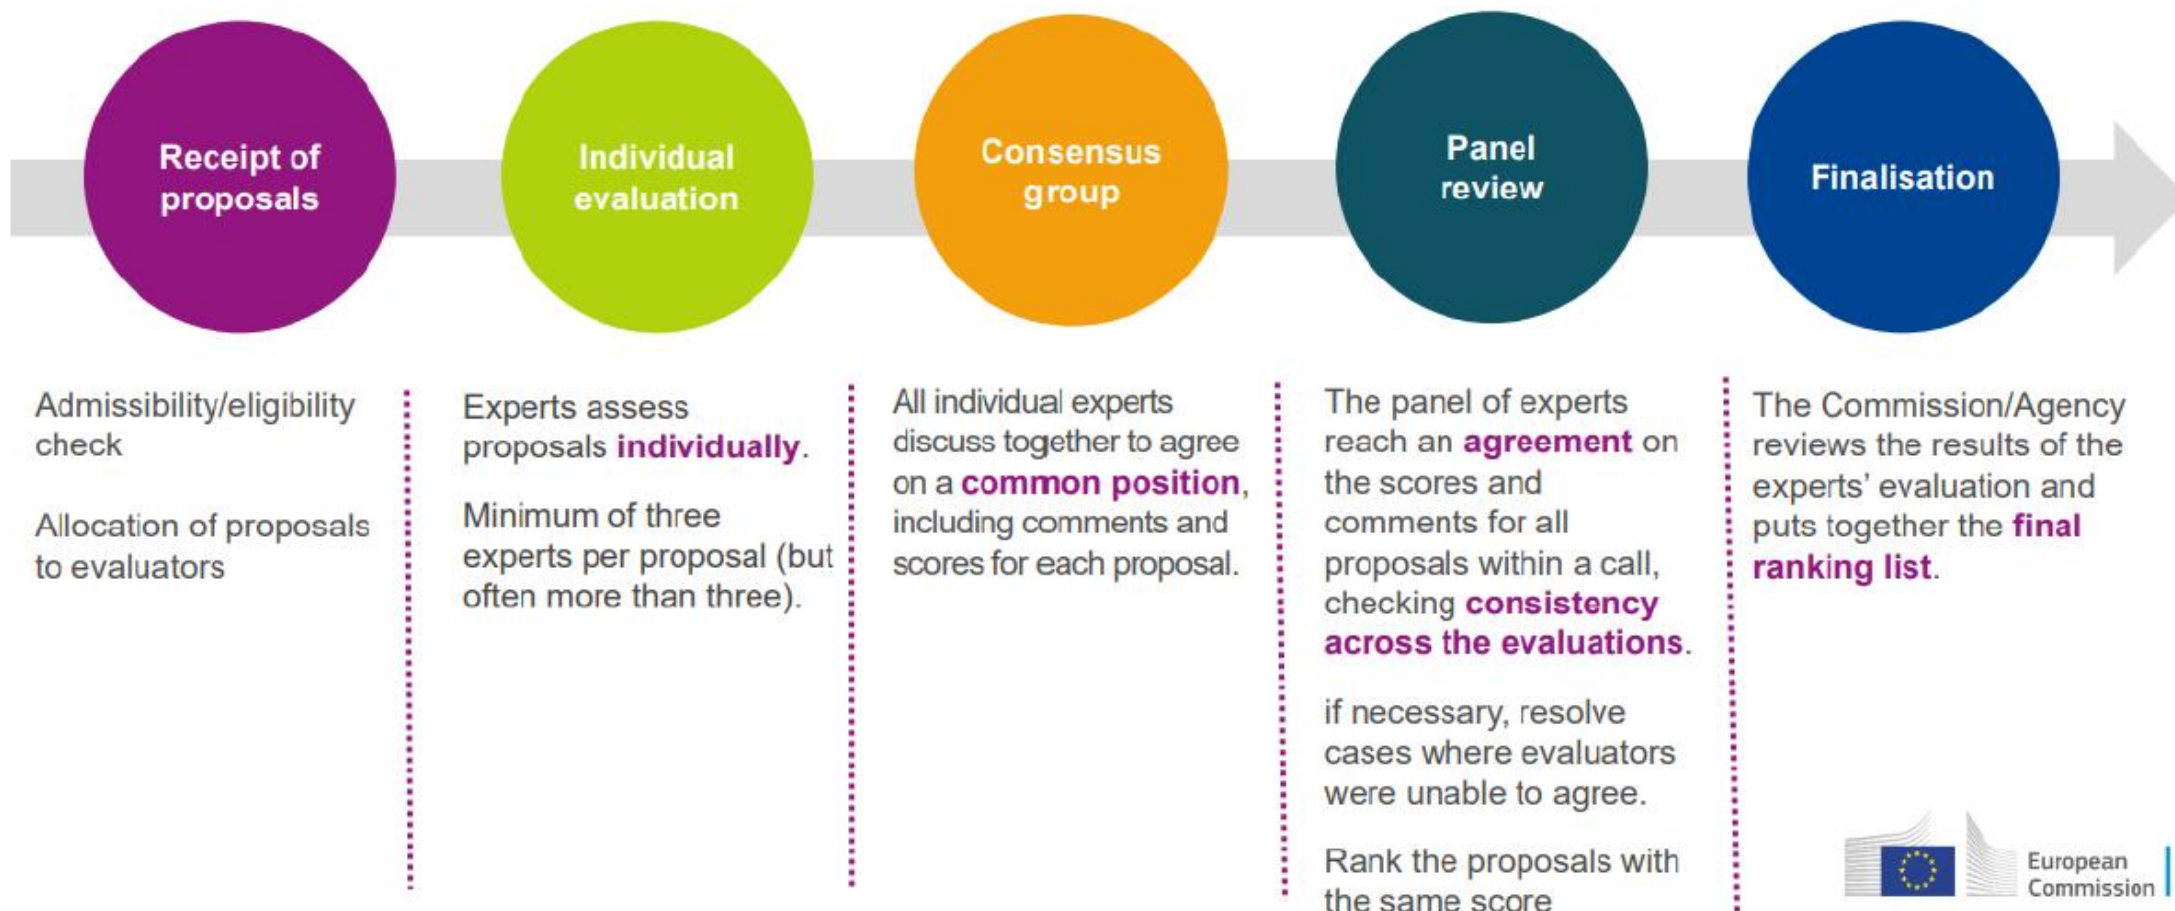 Receipt of
proposals
Individual
evaluation
Consensus
group
Panel
review
Finalisation
Admissibility/eligibility
check
Allocation of proposals
to evaluators
Experts assess
proposals individually.
Minimum of three
experts per proposal (but
often more than three).
All individual experts
discuss together to agree
on a common position,
including comments and
scores for each proposal.
The panel of experts
reach an agreement on
the scores and
comments for all
proposals within a call,
checking consistency
across the evaluations.
if necessary, resolve
cases where evaluators
were unable to agree.
Rank the proposals with
the same score
The Commission/Agency
reviews the results of the
experts’ evaluation and
puts together the final
ranking list.
European
Commission